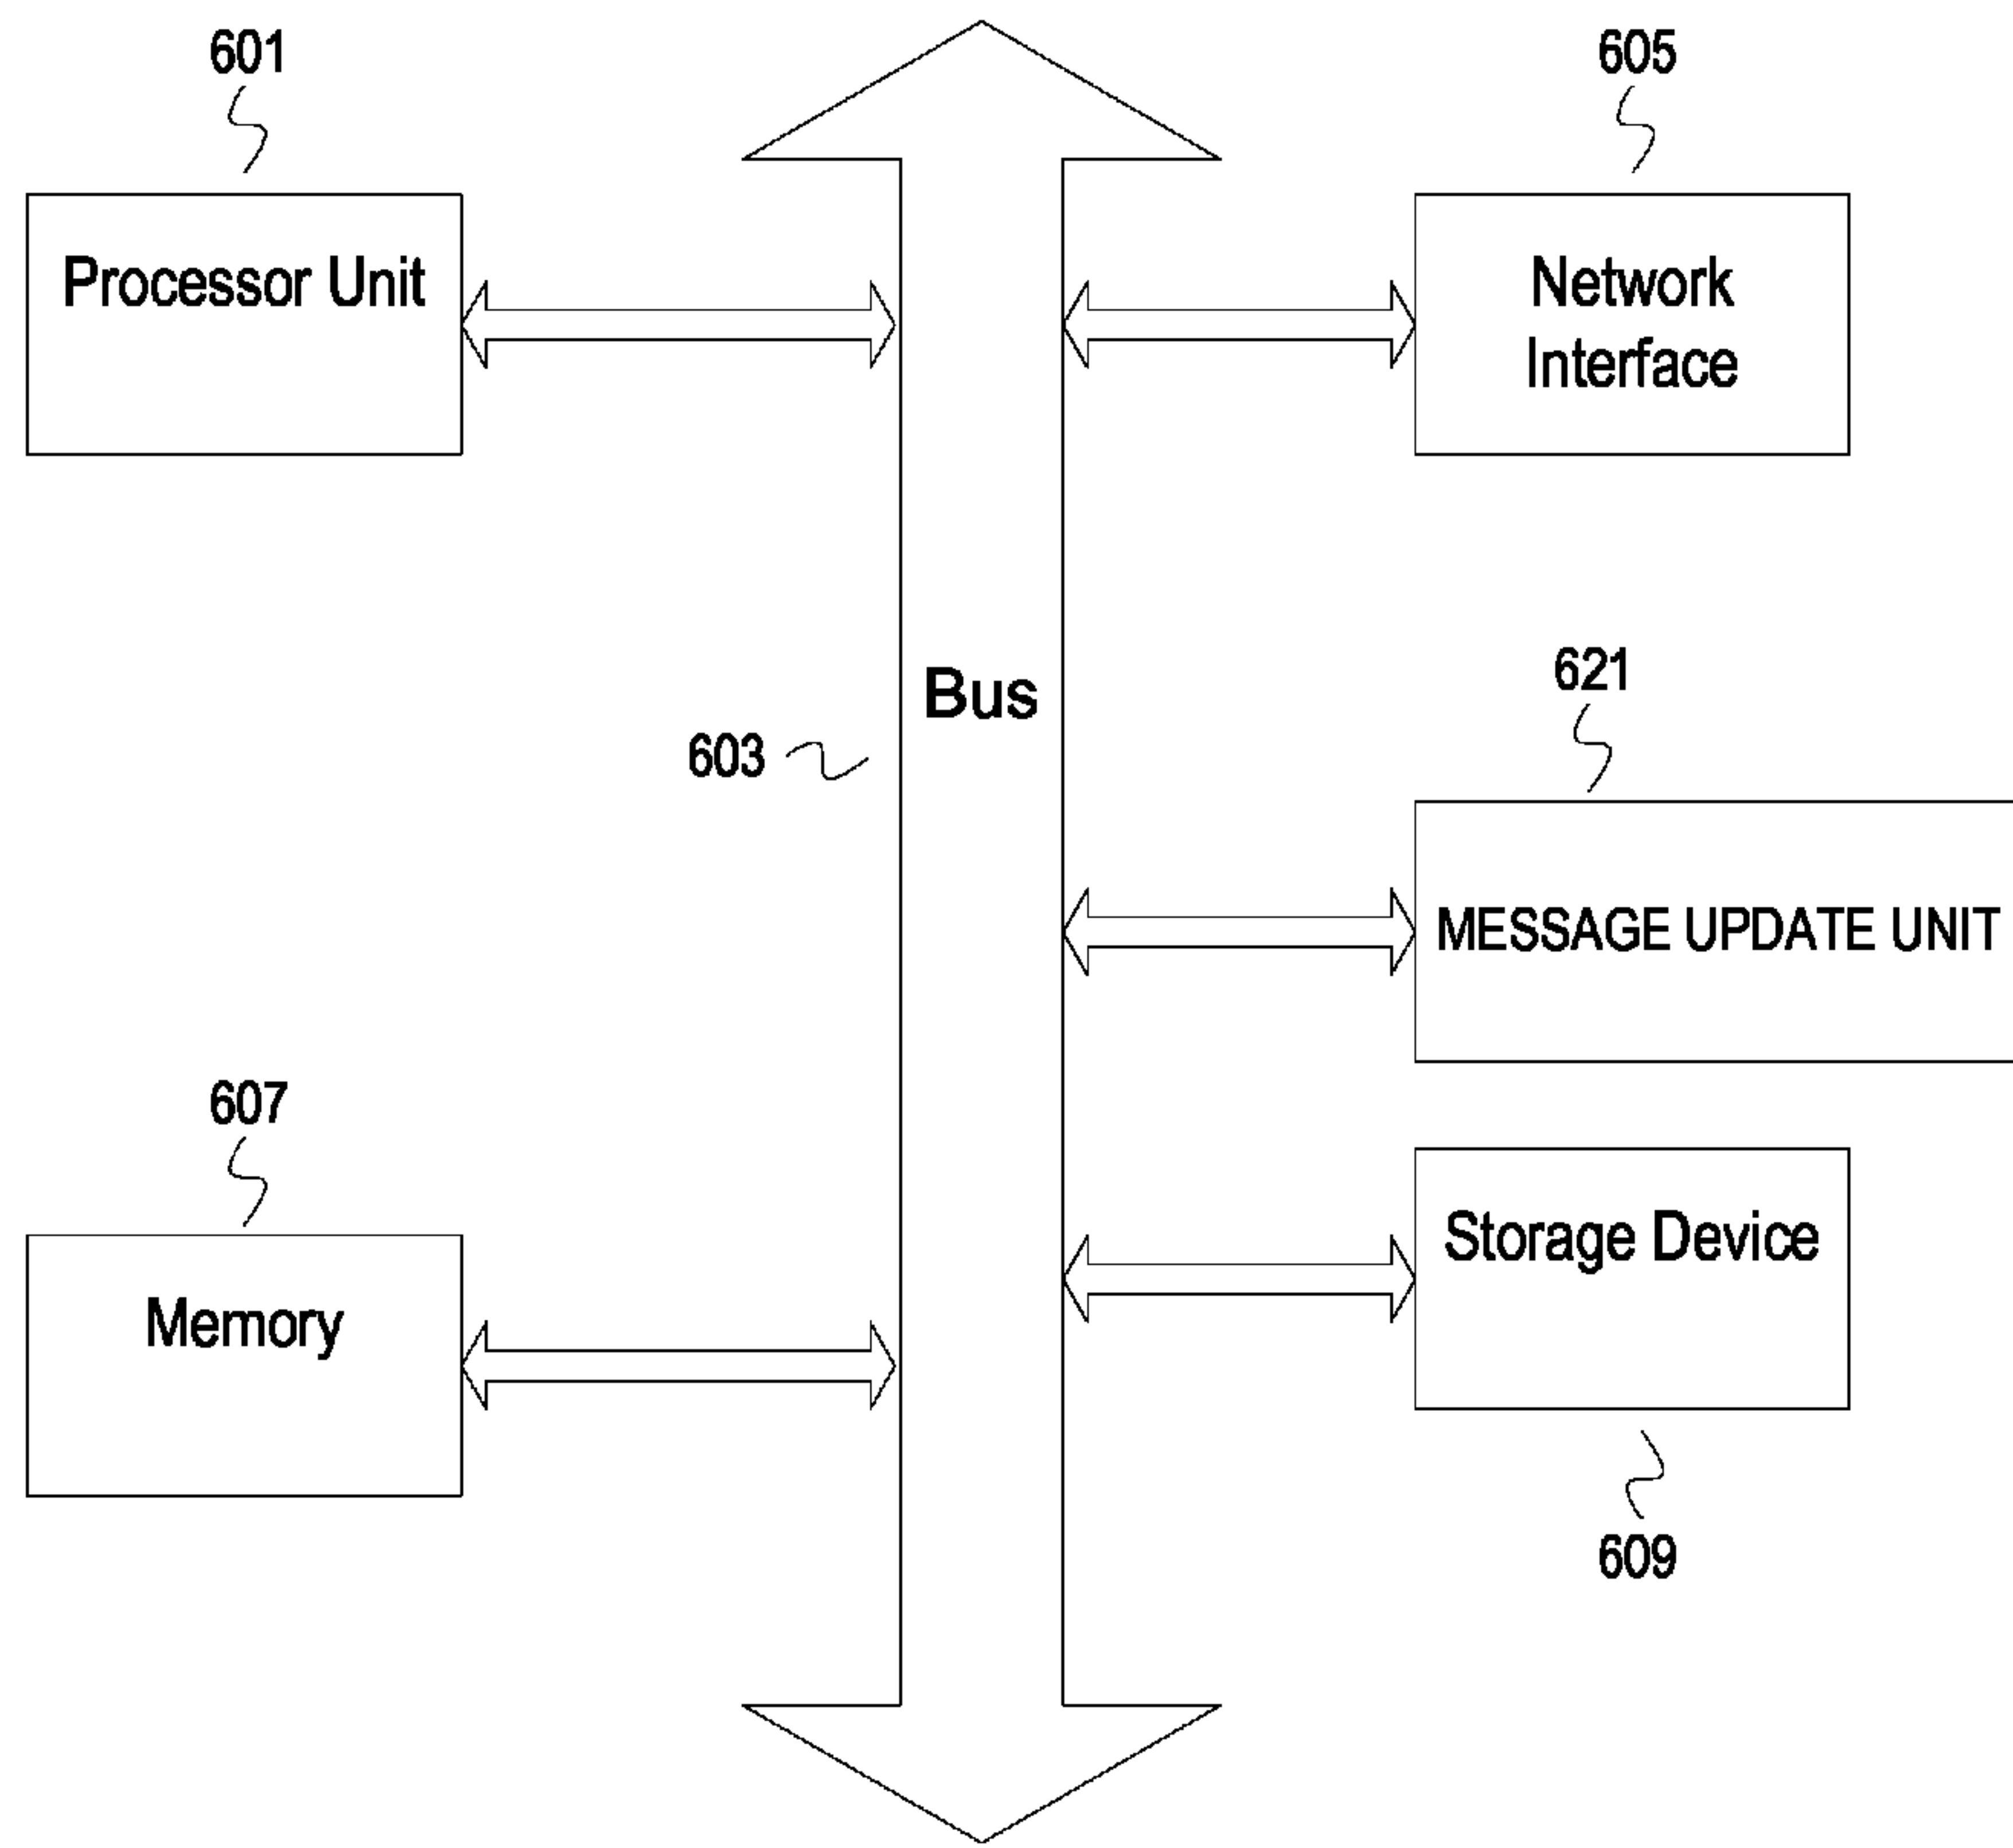 601
605
Processor Unit
Network
Interface
Bus
603
621
MESSAGE UPDATE UNIT
607
Memory
Storage Device
609